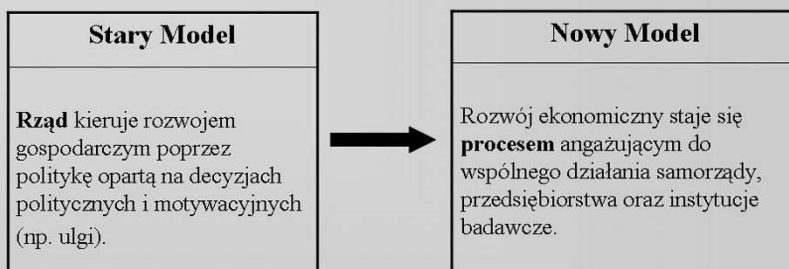 Stary Model
Rząd kieruje rozwojem
gospodarczym poprzez
politykę opartą na decyzjach
politycznych i motywacyjnych
(np. ulgi).
Nowy Model
Rozwój ekonomiczny staje się
procesem angażującym do
wspólnego działania samorządy,
przedsiębiorstwa oraz instytucje
badawcze.